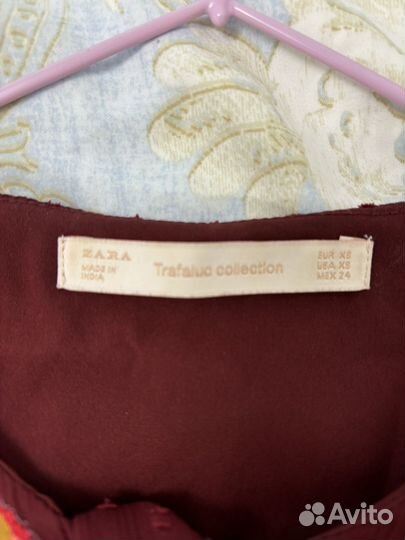 ZARA
MADE IN
INDIA
Trafaluc collection
EUR XS
USA XS
MEX 24
Avito